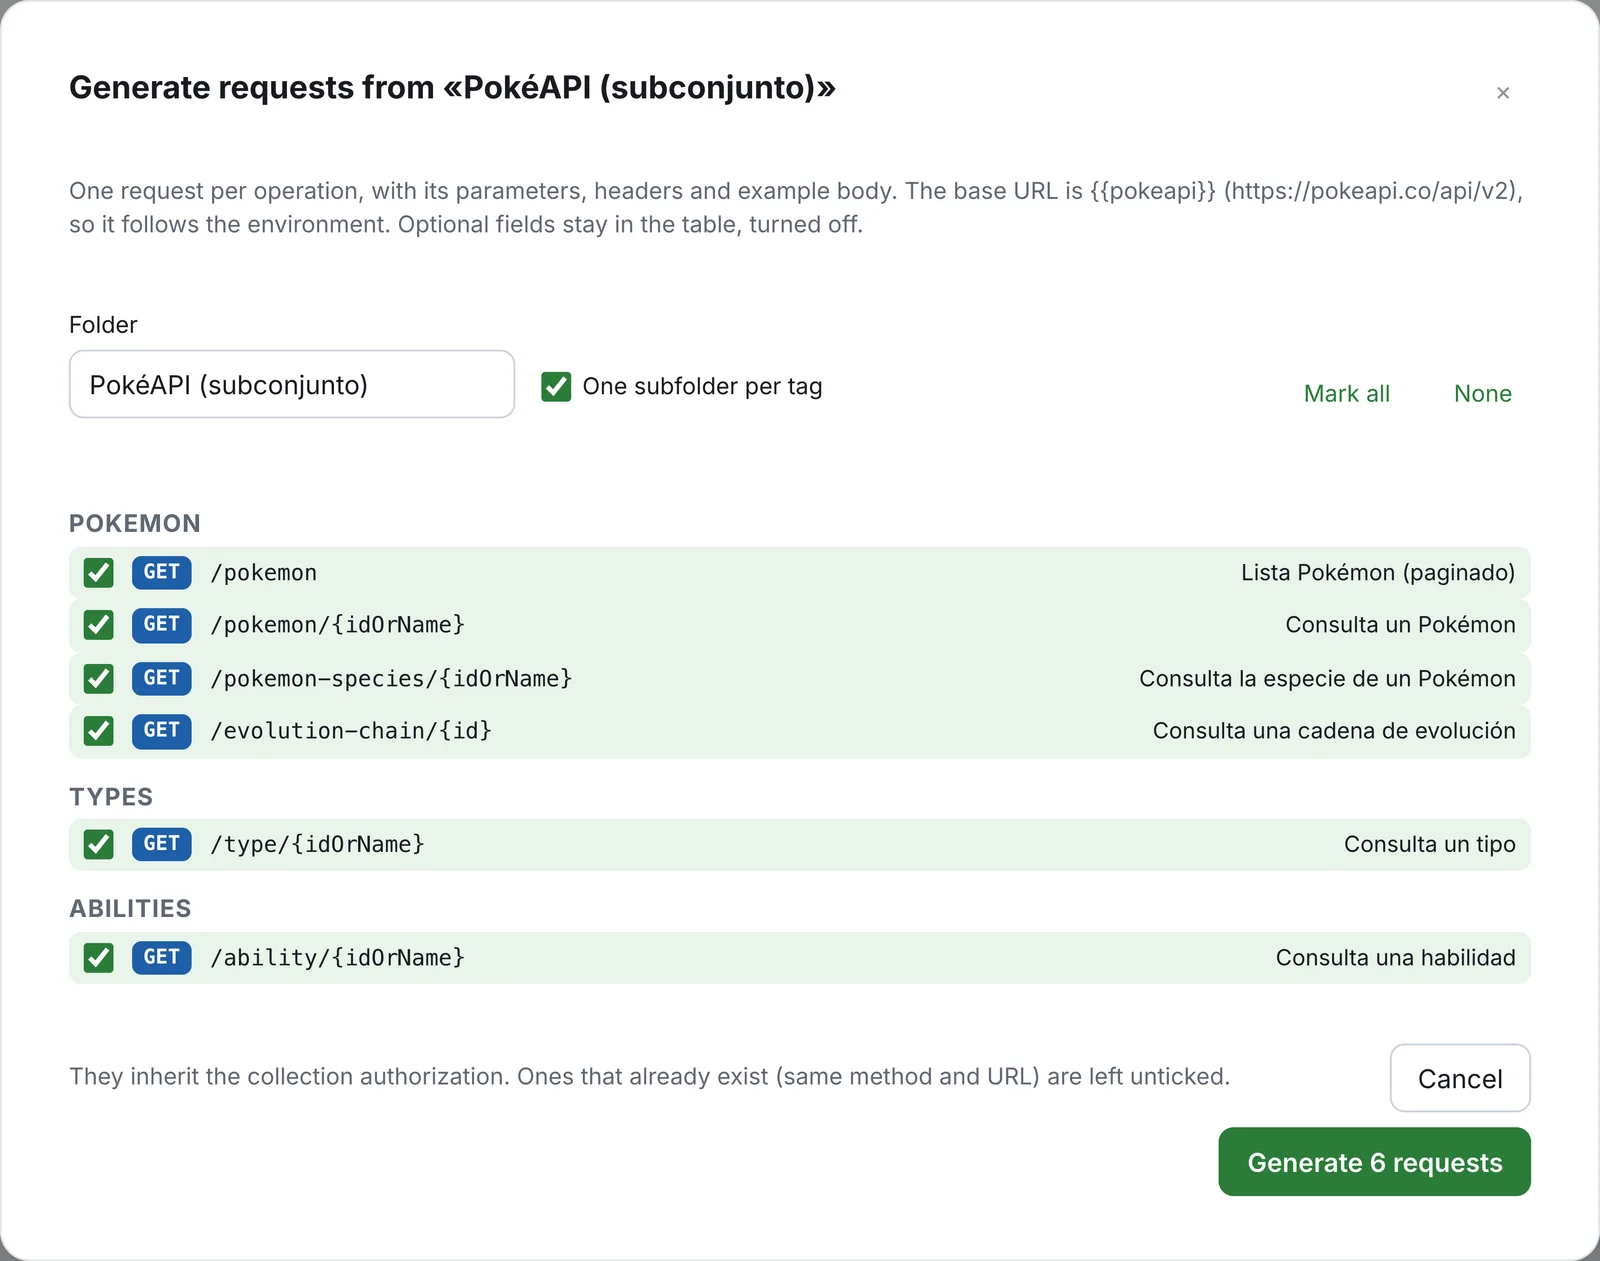 Generate requests from «PokéAPI (subconjunto)»
×
One request per operation, with its parameters, headers and example body. The base URL is {{pokeapi}} (https://pokeapi.co/api/v2),
so it follows the environment. Optional fields stay in the table, turned off.
Folder
PokéAPI (subconjunto)
One subfolder per tag
Mark all
None
POKEMON
GET /pokemon Lista Pokémon (paginado)
GET /pokemon/{idOrName} Consulta un Pokémon
GET /pokemon-species/{idOrName} Consulta la especie de un Pokémon
GET /evolution-chain/{id} Consulta una cadena de evolución
TYPES
GET /type/{idOrName} Consulta un tipo
ABILITIES
GET /ability/{idOrName} Consulta una habilidad
They inherit the collection authorization. Ones that already exist (same method and URL) are left unticked.
Cancel
Generate 6 requests